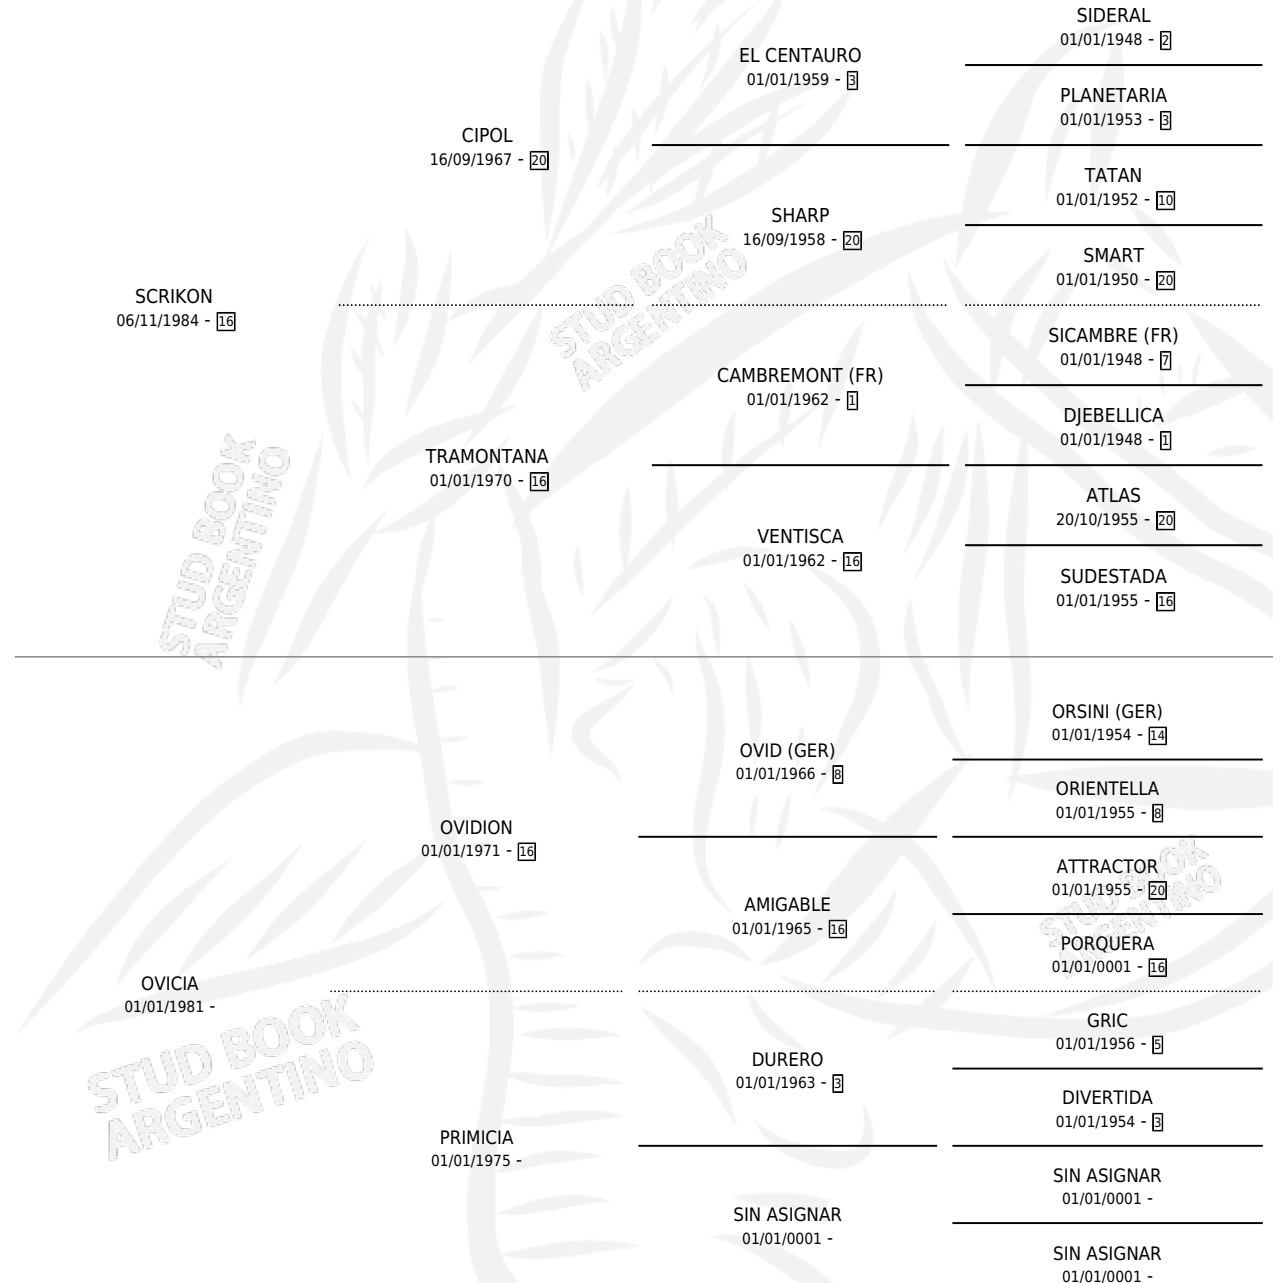 SIDERAL
01/01/1948 - 2
EL CENTAURO
01/01/1959 - 3
PLANETARIA
01/01/1953 - 3
CIPOL
16/09/1967 - 20
TATAN
01/01/1952 - 10
SHARP
16/09/1958 - 20
SMART
01/01/1950 - 20
STUD BOOK
ARGENTINO
SCRIKON
06/11/1984 - 16
SICAMBRE (FR)
01/01/1948 - 7
CAMBREMONT (FR)
01/01/1962 - 1
DJEBELLICA
01/01/1948 - 1
TRAMONTANA
01/01/1970 - 16
ATLAS
20/10/1955 - 20
VENTISCA
01/01/1962 - 16
SUDESTADA
01/01/1955 - 16
STUD BOOK
ARGENTINO
ORSINI (GER)
01/01/1954 - 14
OVID (GER)
01/01/1966 - 8
ORIENTELLA
01/01/1955 - 8
OVIDION
01/01/1971 - 16
ATTRACTOR
01/01/1955 - 20
AMIGABLE
01/01/1965 - 16
PORQUERA
01/01/0001 - 16
STUD BOOK
ARGENTINO
OVICIA
01/01/1981 -
GRIC
01/01/1956 - 5
DURERO
01/01/1963 - 3
DIVERTIDA
01/01/1954 - 3
STUD BOOK
ARGENTINO
PRIMICIA
01/01/1975 -
SIN ASIGNAR
01/01/0001 -
SIN ASIGNAR
01/01/0001 -
SIN ASIGNAR
01/01/0001 -